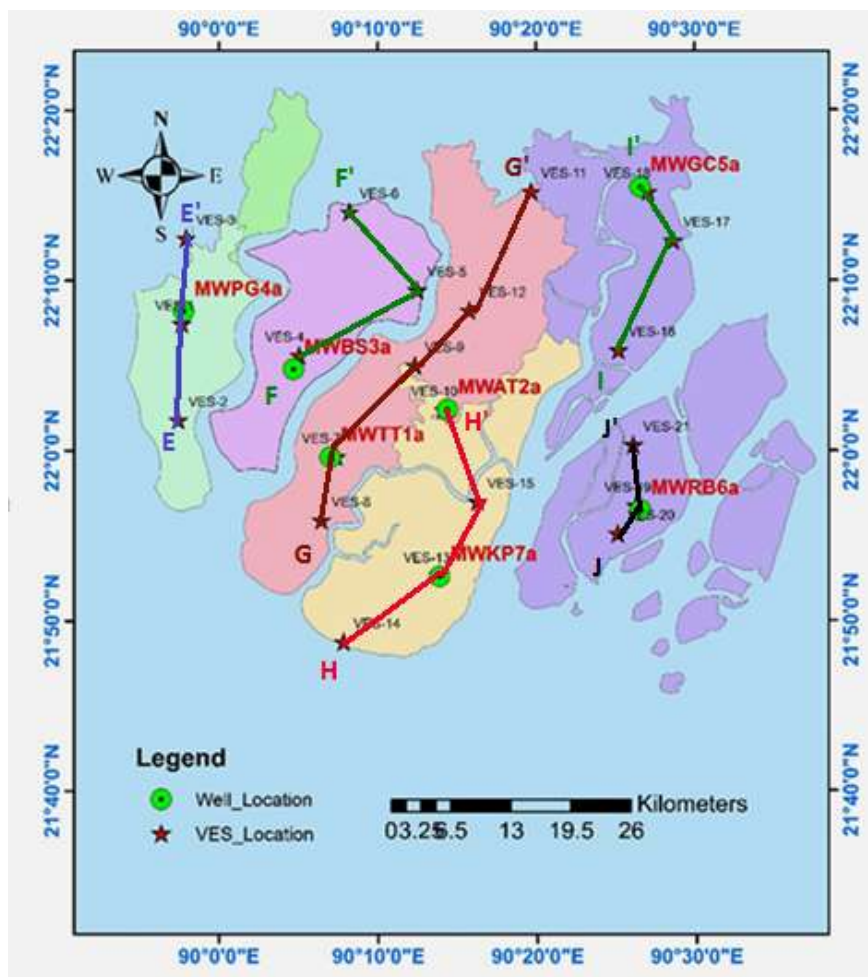 90°0'0"E 90°10'0"E 90°20'0"E 90°30'0"E
22°20'0"N 22°20'0"N
N
W E
S
I'
VES-18 MWGC5a
G' VES-11
F' VES-6
E' VES-3
VES-17
22°10'0"N 22°10'0"N
VES-5
VES-12
MWPG4a
VES-4 MWBS3a
VES-16
VES-9
F
I
VES-10 MWAT2a
H'
VES-2
E
J' VES-21
MWTT1a
22°0'0"N 22°0'0"N
VES-15
MWRB6a
VES-20
VES-8
G
VES-13 MWKP7a
J
21°50'0"N 21°50'0"N
VES-14
H
Legend
Well_Location
VES_Location
Kilometers
03.256.5 13 19.5 26
21°40'0"N 21°40'0"N
90°0'0"E 90°10'0"E 90°20'0"E 90°30'0"E